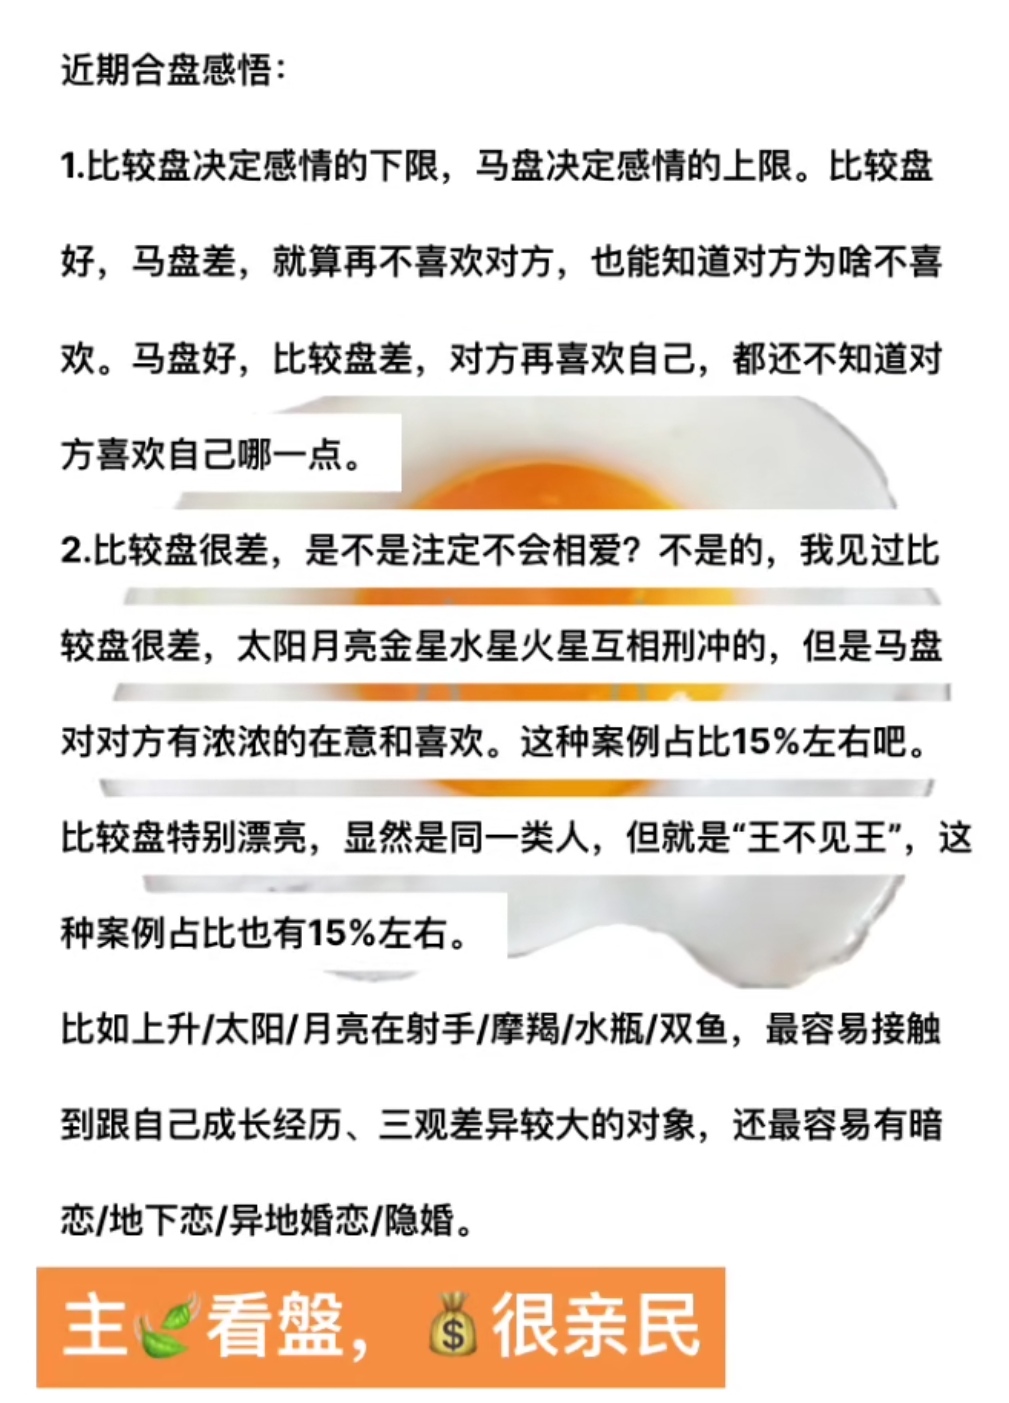 近期合盘感悟：
1.比较盘决定感情的下限，马盘决定感情的上限。比较盘
好，马盘差，就算再不喜欢对方，也能知道对方为啥不喜
欢。马盘好，比较盘差，对方再喜欢自己，都还不知道对
方喜欢自己哪一点。
2.比较盘很差，是不是注定不会相爱？不是的，我见过比
较盘很差，太阳月亮金星水星火星互相刑冲的，但是马盘
对对方有浓浓的在意和喜欢。这种案例占比15%左右吧。
比较盘特别漂亮，显然是同一类人，但就是“王不见王”，这
种案例占比也有15%左右。
比如上升/太阳/月亮在射手/摩羯/水瓶/双鱼，最容易接触
到跟自己成长经历、三观差异较大的对象，还最容易有暗
恋/地下恋/异地婚恋/隐婚。
主🍃看盤，💰很亲民